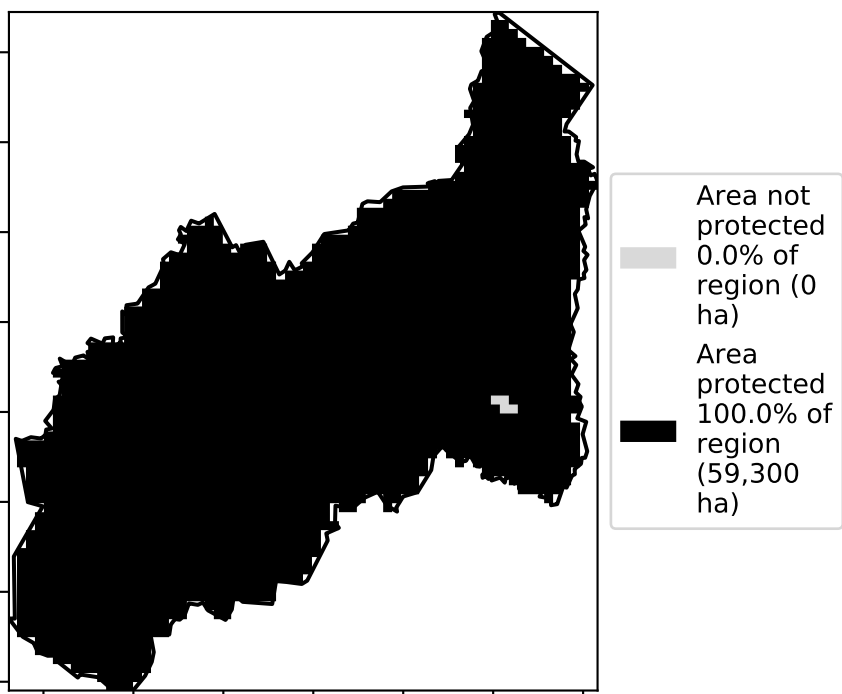 Area not
protected
0.0% of
region (0
ha)
Area
protected
100.0% of
region
(59,300
ha)